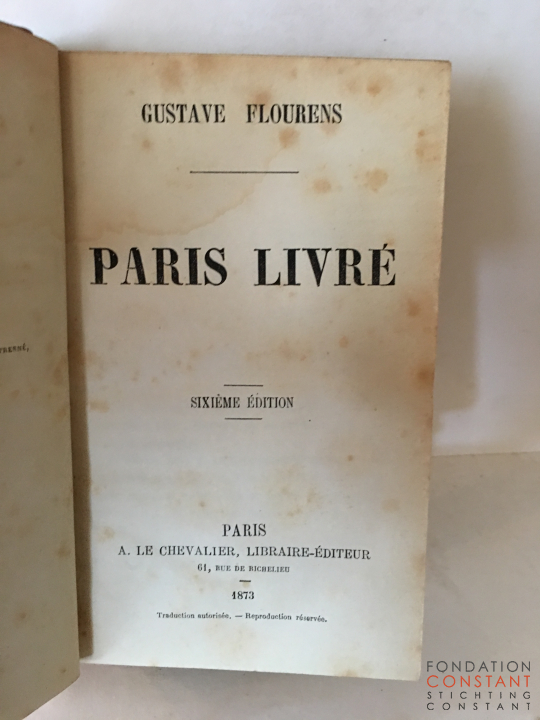 GUSTAVE FLOURENS
PARIS LIVRÉ
SIXIÈME ÉDITION
PARIS
A. LE CHEVALIER, LIBRAIRE-ÉDITEUR
61, RUE DE RICHELIEU
1873
Traduction autorisée. — Reproduction réservée.
FONDATION
CONSTANT
STICHTING
CONSTANT